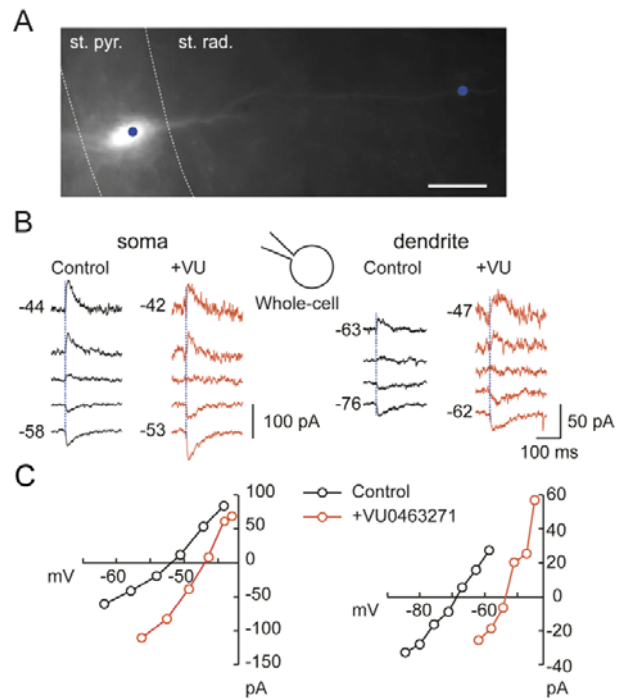 A
st. pyr. st. rad.
B
soma dendrite
Control +VU Whole-cell Control +VU
-44 -42 -63 -47
-58 -53 100 pA -76 -62 50 pA
100 ms
C
Control
+VU0463271
100
50
0
-50
-100
-150
pA
mV -60 -50
60
40
20
0
-20
-40
pA
mV -80 -60